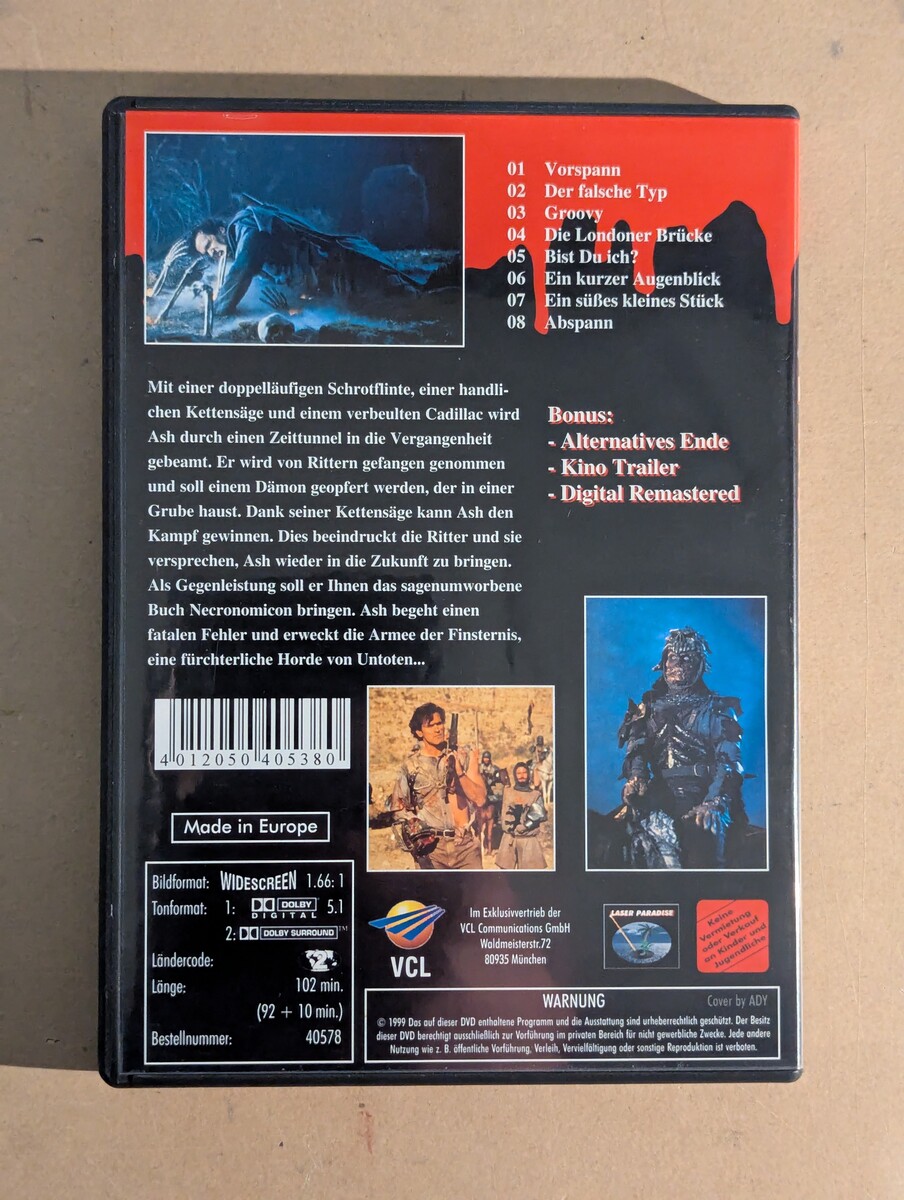 01 Vorspann
02 Der falsche Typ
03 Groovy
04 Die Londoner Brücke
05 Bist Du ich?
06 Ein kurzer Augenblick
07 Ein süßes kleines Stück
08 Abspann
Mit einer doppelläufigen Schrotflinte, einer handli-
chen Kettensäge und einem verbeulten Cadillac wird
Ash durch einen Zeittunnel in die Vergangenheit
gebeamt. Er wird von Rittern gefangen genommen
und soll einem Dämon geopfert werden, der in einer
Grube haust. Dank seiner Kettensäge kann Ash den
Kampf gewinnen. Dies beeindruckt die Ritter und sie
versprechen, Ash wieder in die Zukunft zu bringen.
Als Gegenleistung soll er Ihnen das sagenumworbene
Buch Necronomicon bringen. Ash begeht einen
fatalen Fehler und erweckt die Armee der Finsternis,
eine fürchterliche Horde von Untoten...
Bonus:
- Alternatives Ende
- Kino Trailer
- Digital Remastered
4 012050 405380
Made in Europe
Bildformat: WIDESCREEN 1.66: 1
Tonformat: 1: DOLBY DIGITAL 5.1
2: DOLBY SURROUND™
Ländercode: 2
Länge: 102 min.
(92 + 10 min.)
Bestellnummer: 40578
VCL
Im Exklusivvertrieb der
VCL Communications GmbH
Waldmeisterstr.72
80935 München
LASER PARADISE
Keine
Vermietung
oder Verkauf
an Kinder und
Jugendliche
WARNUNG
Cover by ADY
© 1999 Das auf dieser DVD enthaltene Programm und die Ausstattung sind urheberrechtlich geschützt. Der Besitz
dieser DVD berechtigt ausschließlich zur Vorführung im privaten Bereich für nicht gewerbliche Zwecke. Jede andere
Nutzung wie z. B. öffentliche Vorführung, Verleih, Vervielfältigung oder sonstige Reproduktion ist verboten.